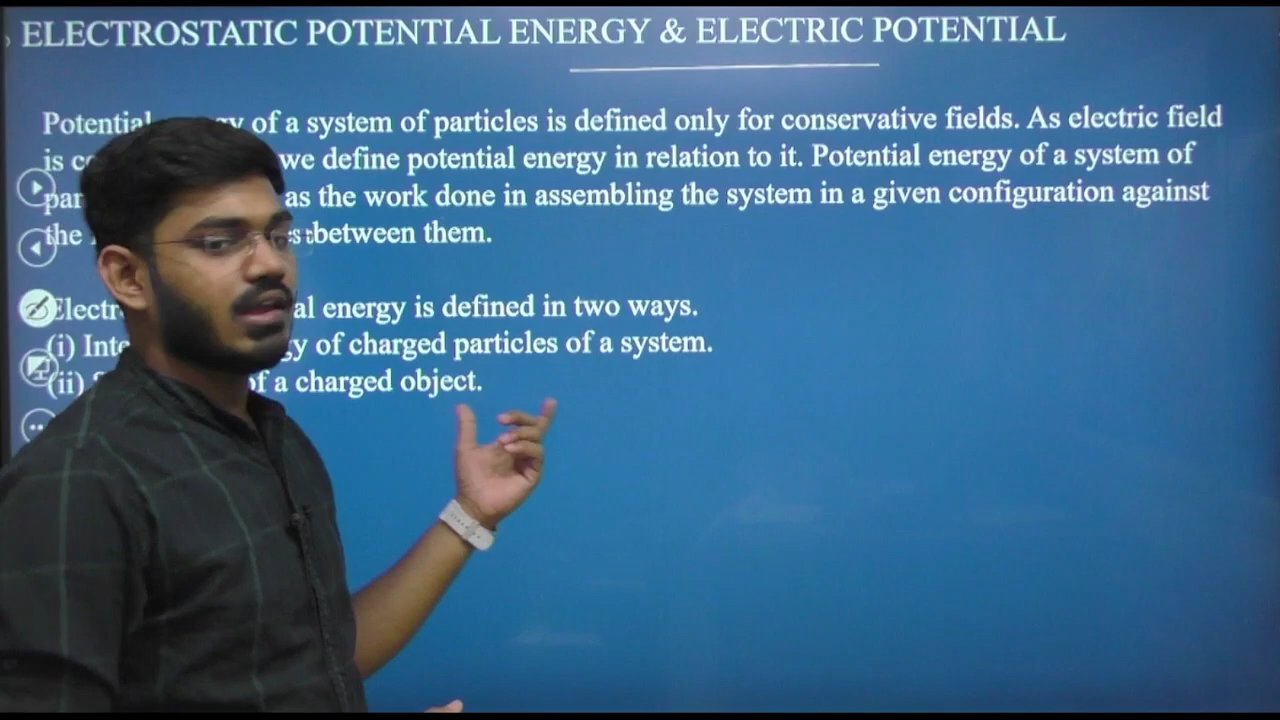 ELECTROSTATIC POTENTIAL ENERGY & ELECTRIC POTENTIAL
Potential of a system of particles is defined only for conservative fields. As electric field
is we define potential energy in relation to it. Potential energy of a system of
as the work done in assembling the system in a given configuration against
the between them.
energy is defined in two ways.
(i) of charged particles of a system.
(ii) of a charged object.